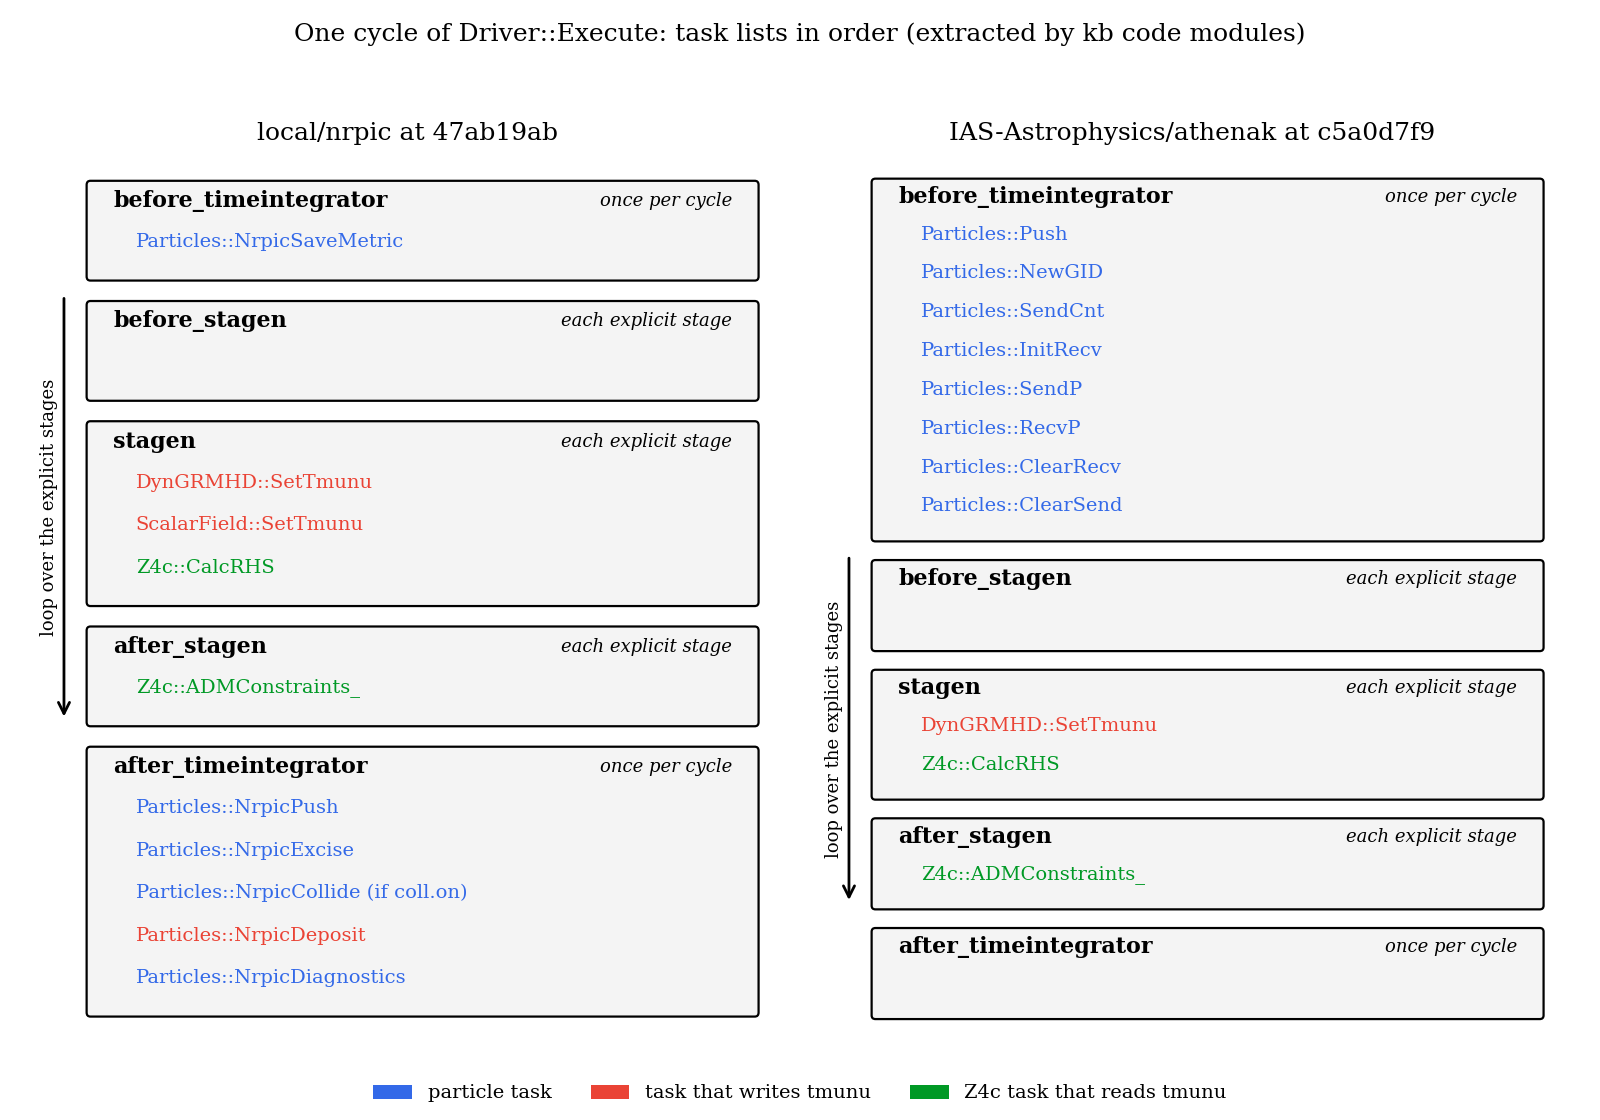 One cycle of Driver::Execute: task lists in order (extracted by kb code modules)
local/nrpic at 47ab19ab
before_timeintegrator
once per cycle
Particles::NrpicSaveMetric
loop over the explicit stages
before_stagen
each explicit stage
stagen
each explicit stage
DynGRMHD::SetTmunu
ScalarField::SetTmunu
Z4c::CalcRHS
after_stagen
each explicit stage
Z4c::ADMConstraints_
after_timeintegrator
once per cycle
Particles::NrpicPush
Particles::NrpicExcise
Particles::NrpicCollide (if coll.on)
Particles::NrpicDeposit
Particles::NrpicDiagnostics
IAS-Astrophysics/athenak at c5a0d7f9
before_timeintegrator
once per cycle
Particles::Push
Particles::NewGID
Particles::SendCnt
Particles::InitRecv
Particles::SendP
Particles::RecvP
Particles::ClearRecv
Particles::ClearSend
loop over the explicit stages
before_stagen
each explicit stage
stagen
each explicit stage
DynGRMHD::SetTmunu
Z4c::CalcRHS
after_stagen
each explicit stage
Z4c::ADMConstraints_
after_timeintegrator
once per cycle
particle task
task that writes tmunu
Z4c task that reads tmunu